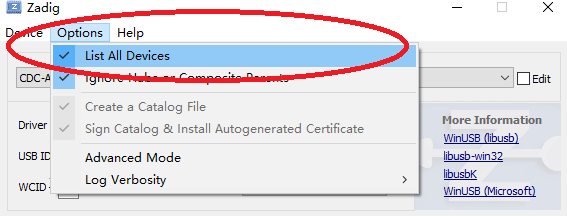 Zadig
Device Options Help
List All Devices
CDC-A
Ignore Hubs or Composite Parents
Edit
Create a Catalog File
Sign Catalog & Install Autogenerated Certificate
Driver
More Information
WinUSB (libusb)
USB ID
Advanced Mode
libusb-win32
Log Verbosity
libusbK
WCID
WinUSB (Microsoft)